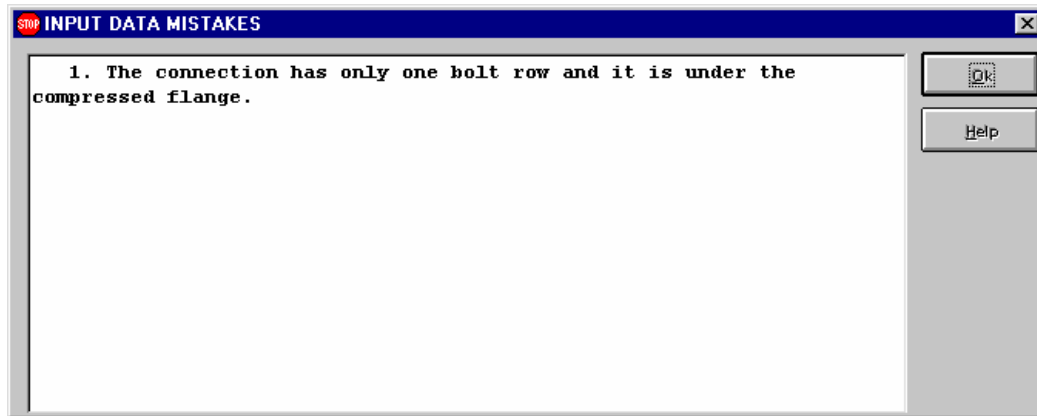 STOP INPUT DATA MISTAKES
1. The connection has only one bolt row and it is under the
compressed flange.
Ok
Help